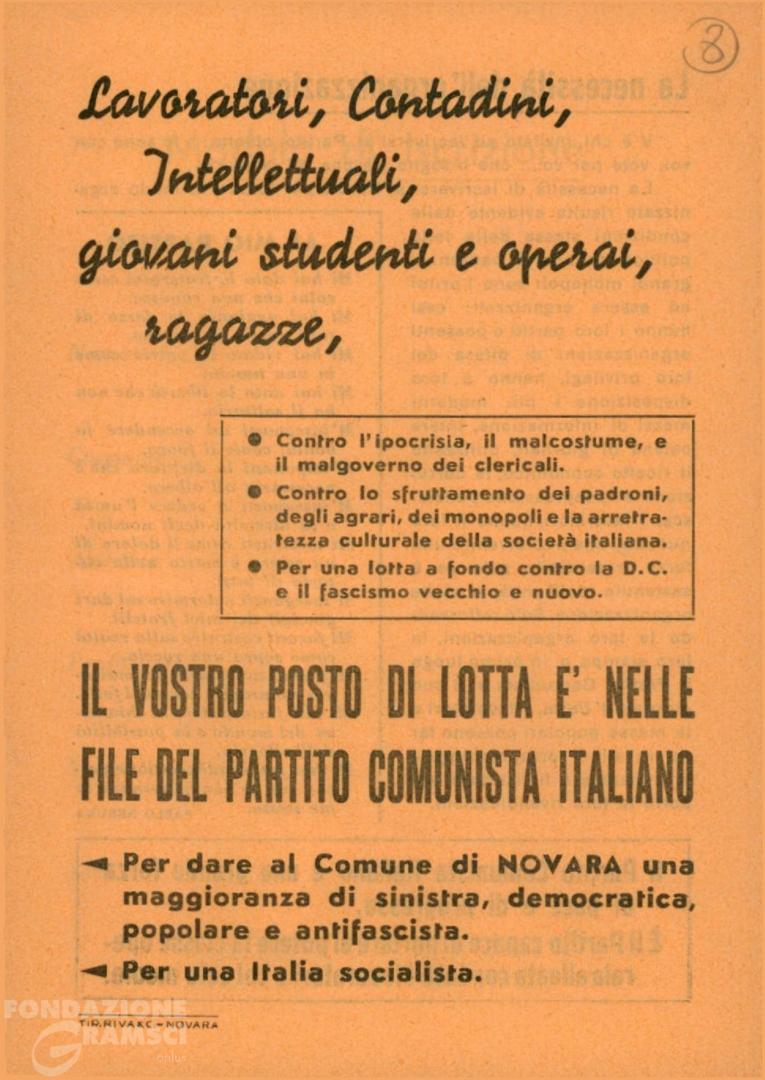 8
Lavoratori, Contadini,
Intellettuali,
giovani studenti e operai,
ragazze,
● Contro l'ipocrisia, il malcostume, e
il malgoverno dei clericali.
● Contro lo sfruttamento dei padroni,
degli agrari, dei monopoli e la arretra-
tezza culturale della società italiana.
● Per una lotta a fondo contro la D.C.
e il fascismo vecchio e nuovo.
IL VOSTRO POSTO DI LOTTA E' NELLE
FILE DEL PARTITO COMUNISTA ITALIANO
◄ Per dare al Comune di NOVARA una
maggioranza di sinistra, democratica,
popolare e antifascista.
◄ Per una Italia socialista.
TIP. RIVA & C. - NOVARA
FONDAZIONE
GRAMSCI
onlus